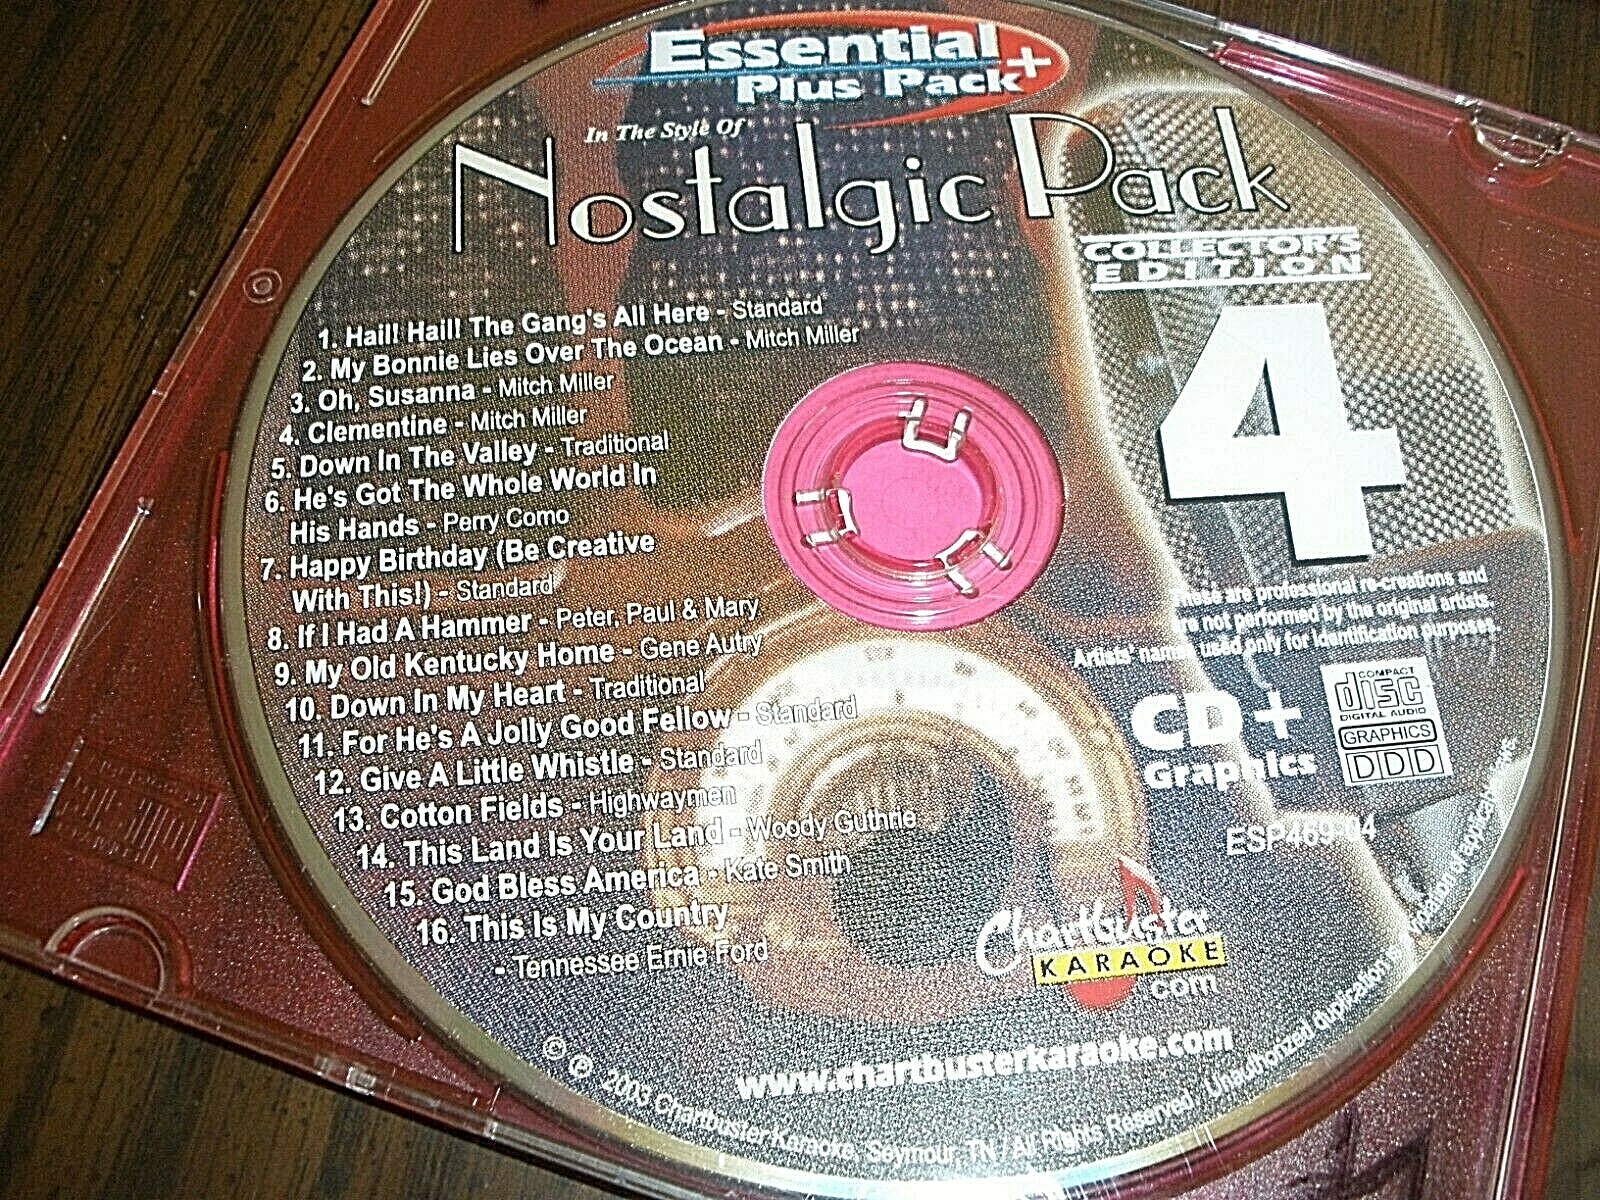 Essential +
Plus Pack
In The Style Of
Nostalgic Pack
COLLECTOR'S
EDITION
4
1. Hail! Hail! The Gang's All Here - Standard
2. My Bonnie Lies Over The Ocean - Mitch Miller
3. Oh, Susanna - Mitch Miller
4. Clementine - Mitch Miller
5. Down In The Valley - Traditional
6. He's Got The Whole World In
His Hands - Perry Como
7. Happy Birthday (Be Creative
With This!) - Standard
8. If I Had A Hammer - Peter, Paul & Mary
9. My Old Kentucky Home - Gene Autry
10. Down In My Heart - Traditional
11. For He's A Jolly Good Fellow - Standard
12. Give A Little Whistle - Standard
13. Cotton Fields - Highwaymen
14. This Land Is Your Land - Woody Guthrie
15. God Bless America - Kate Smith
16. This Is My Country
- Tennessee Ernie Ford
These are professional re-creations and
are not performed by the original artists.
Artists' names used only for identification purposes.
CD +
Graphics
COMPACT
disc
DIGITAL AUDIO
GRAPHICS
DDD
ESP469-04
Chartbuster
KARAOKE
com
www.chartbusterkaraoke.com
© ℗ 2003 Chartbuster Karaoke, Seymour, TN / All Rights Reserved. Unauthorized duplication is violation of applicable